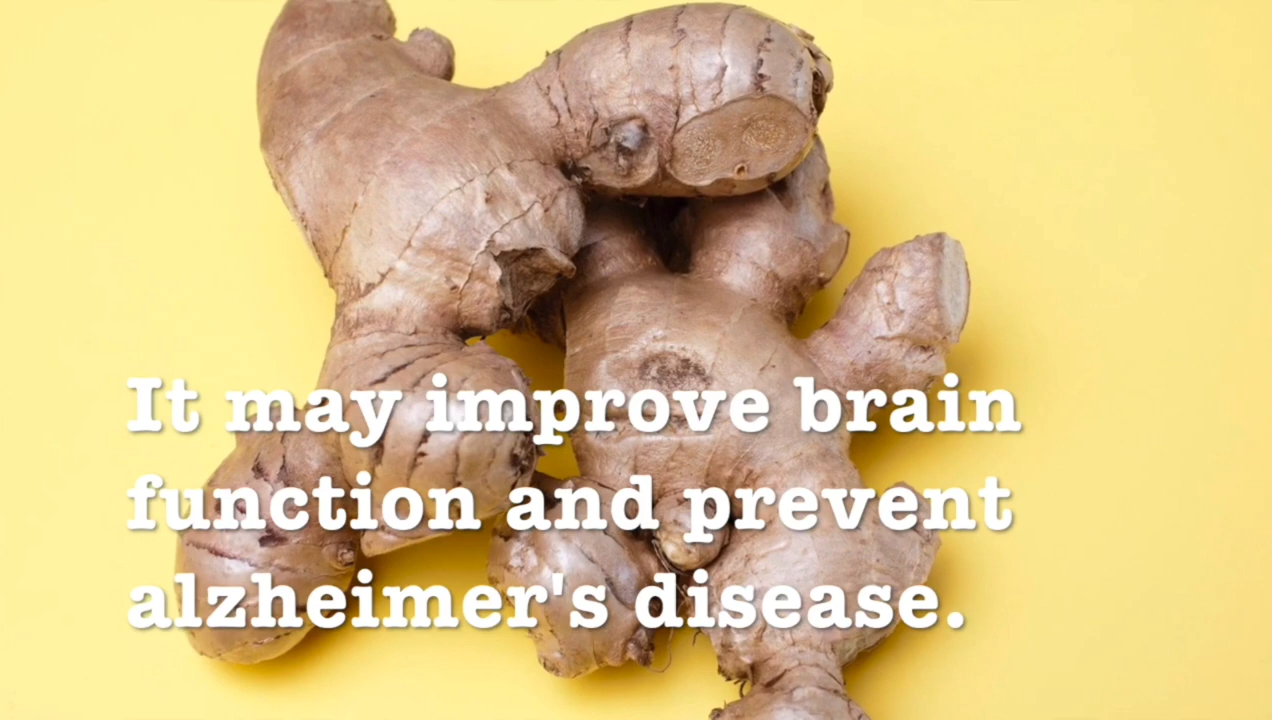 It may improve brain
function and prevent
alzheimer's disease.